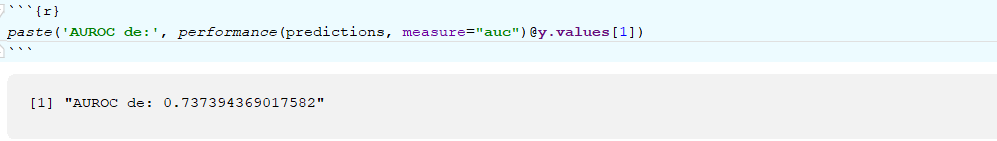 ```{r}
paste('AUROC de:', performance(predictions, measure="auc")@y.values[1])
```
[1] "AUROC de: 0.737394369017582"